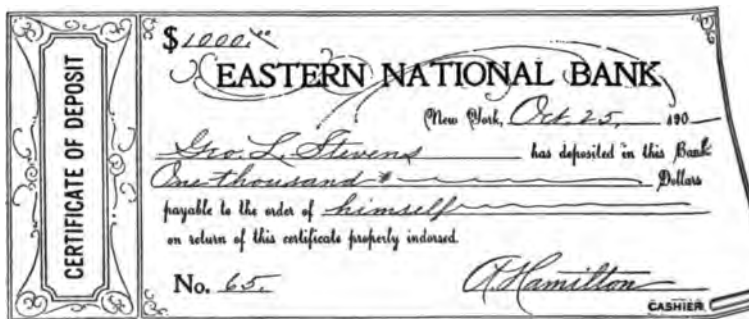 CERTIFICATE OF DEPOSIT
$1000.00
EASTERN NATIONAL BANK
New York, Oct. 25, 190
Geo. L. Stevens has deposited in this Bank
One thousand Dollars
payable to the order of himself
on return of this certificate properly indorsed.
No. 65. A. Hamilton
CASHIER